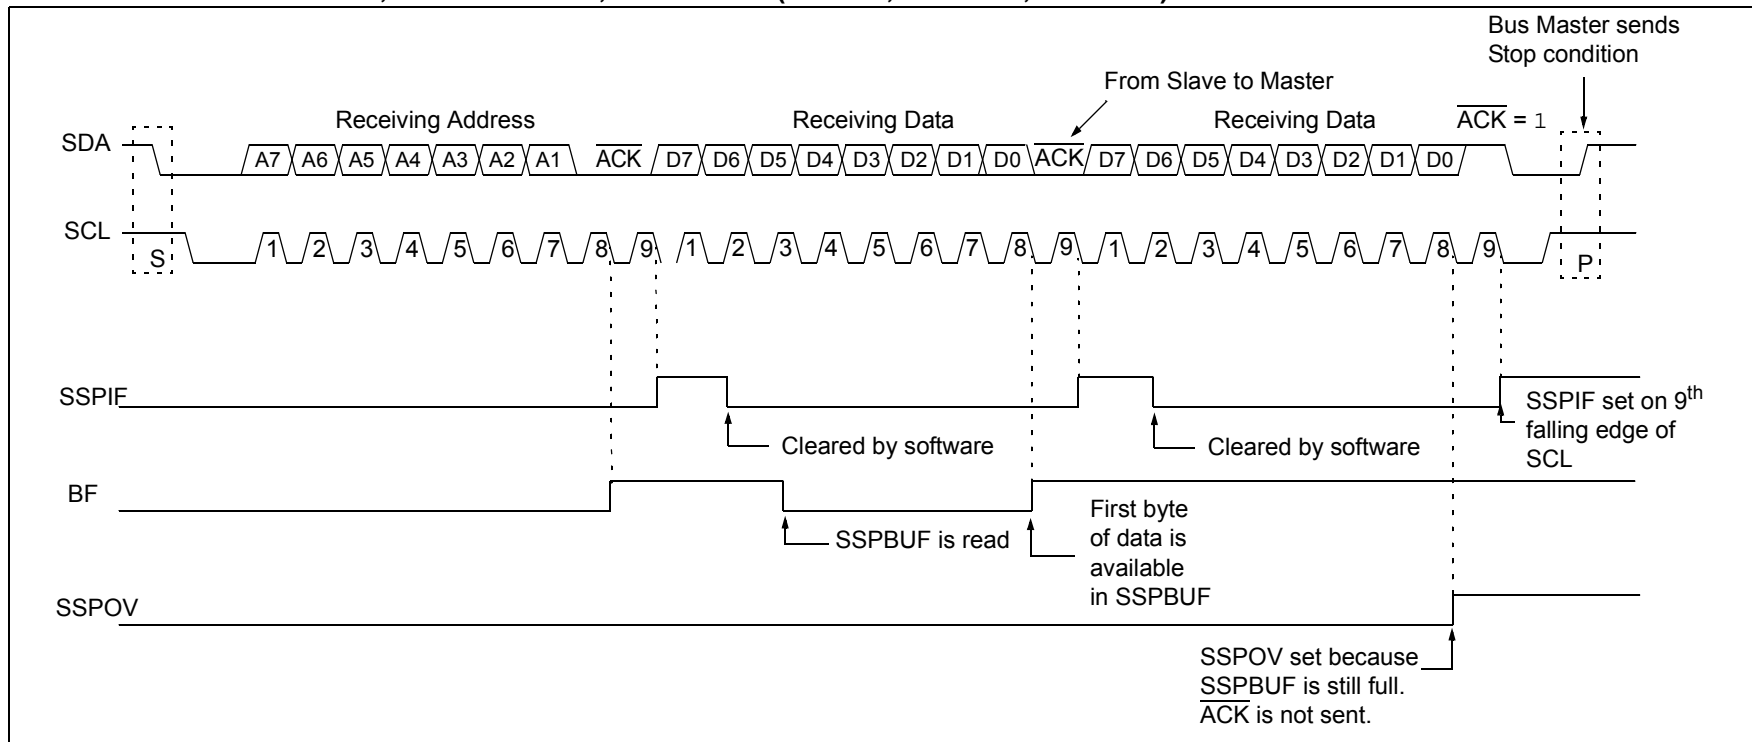 Bus Master sends
Stop condition
From Slave to Master
Receiving Address
Receiving Data
Receiving Data
ACK = 1
SDA
A7 A6 A5 A4 A3 A2 A1 ACK D7 D6 D5 D4 D3 D2 D1 D0 ACK D7 D6 D5 D4 D3 D2 D1 D0
SCL
S 1 2 3 4 5 6 7 8 9 1 2 3 4 5 6 7 8 9 1 2 3 4 5 6 7 8 9 P
SSPIF
Cleared by software
Cleared by software
SSPIF set on 9th
falling edge of
SCL
BF
SSPBUF is read
First byte
of data is
available
in SSPBUF
SSPOV
SSPOV set because
SSPBUF is still full.
ACK is not sent.